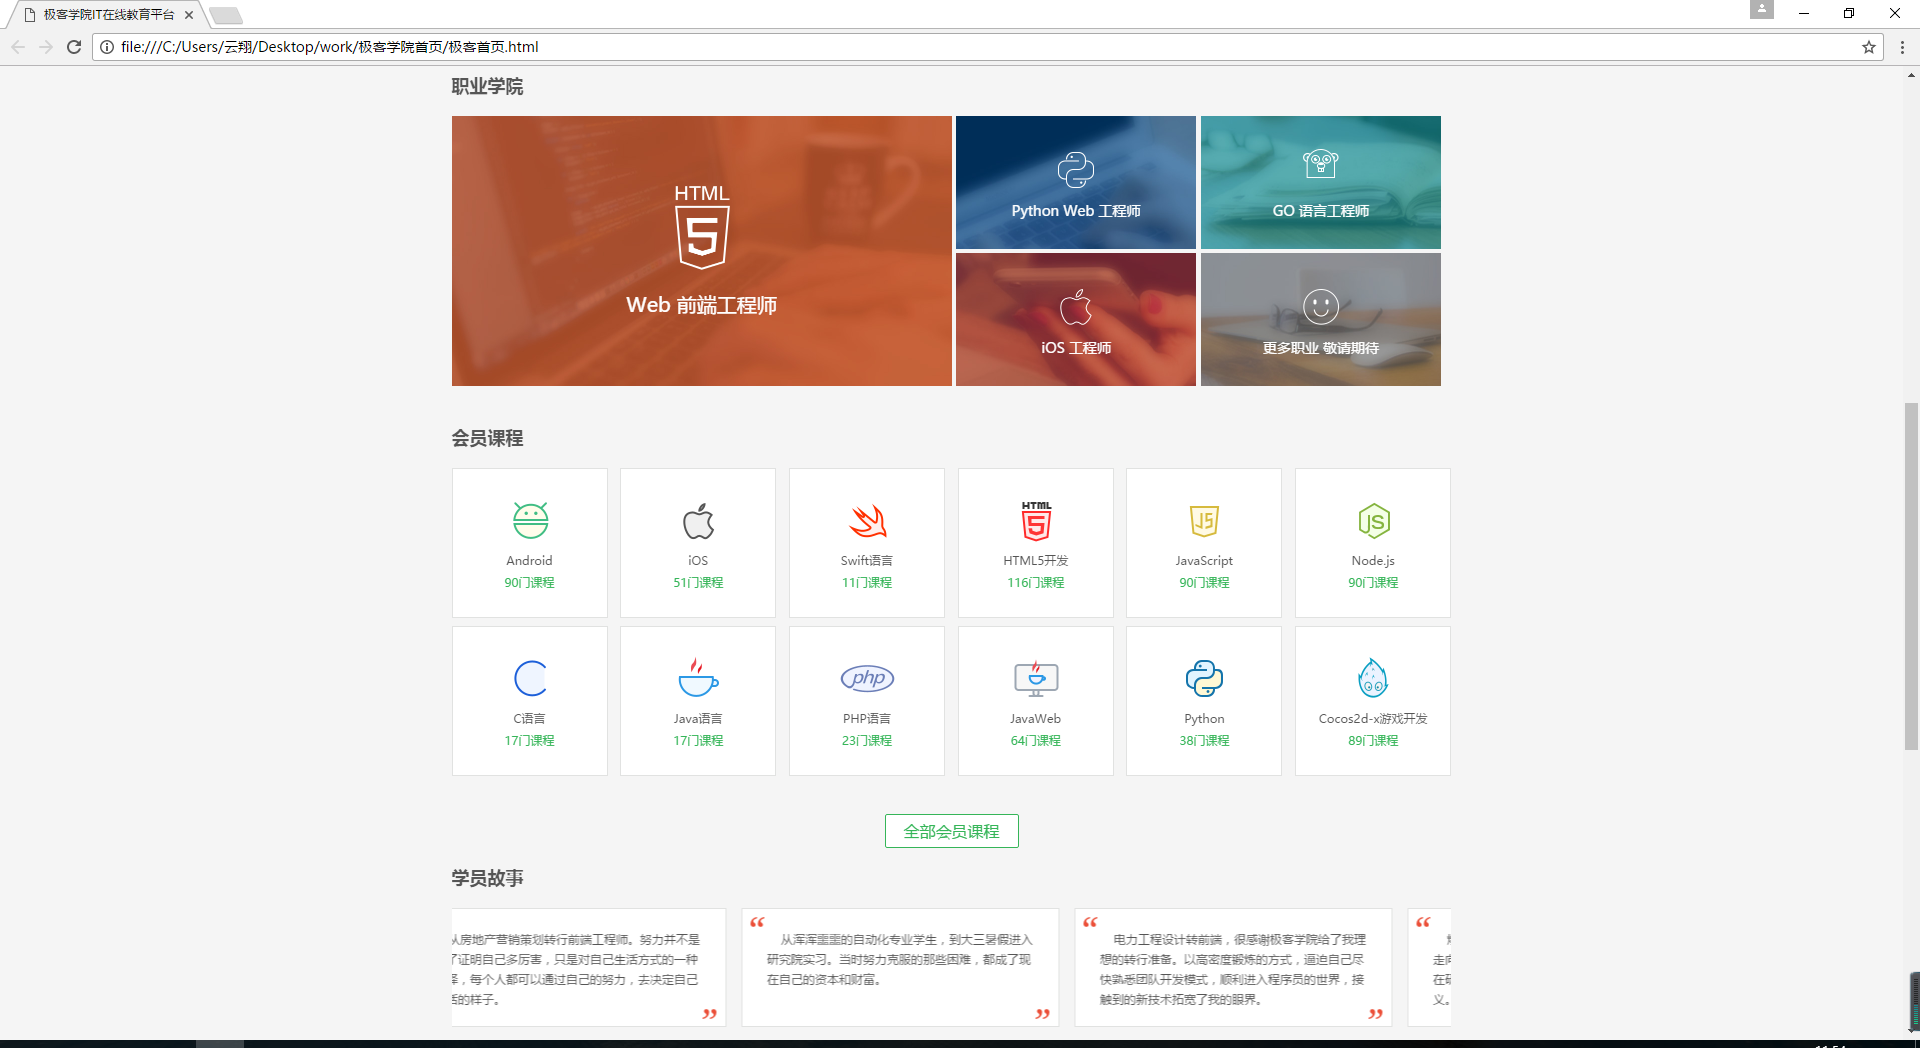 极客学院IT在线教育平台
file:///C:/Users/云翔/Desktop/work/极客学院首页/极客首页.html
职业学院
HTML
5
Web 前端工程师
Python Web 工程师
GO 语言工程师
iOS 工程师
更多职业 敬请期待
会员课程
Android
90门课程
iOS
51门课程
Swift语言
11门课程
HTML
5
HTML5开发
116门课程
JS
JavaScript
90门课程
JS
Node.js
90门课程
C语言
17门课程
Java语言
17门课程
php
PHP语言
23门课程
JavaWeb
64门课程
Python
38门课程
Cocos2d-x游戏开发
89门课程
全部会员课程
学员故事
从房地产营销策划转行前端工程师。努力并不是
了证明自己多厉害，只是对自己生活方式的一种
择，每个人都可以通过自己的努力，去决定自己
活的样子。
“
从浑浑噩噩的自动化专业学生，到大三暑假进入
研究院实习。当时努力克服的那些困难，都成了现
在自己的资本和财富。
”
“
电力工程设计转前端，很感谢极客学院给了我理
想的转行准备。以高密度锻炼的方式，逼迫自己尽
快熟悉团队开发模式，顺利进入程序员的世界，接
触到的新技术拓宽了我的眼界。
”
“
走向
在研
义。